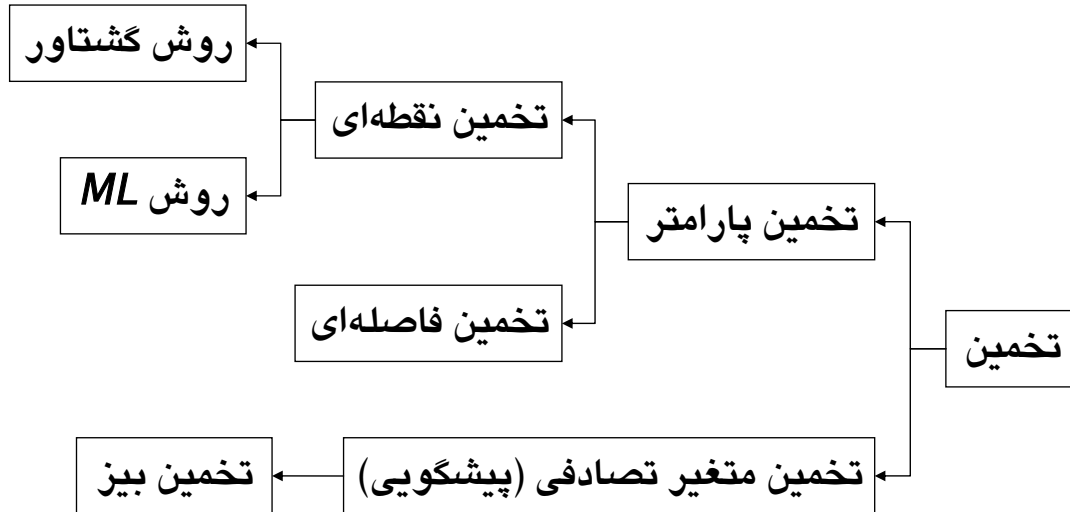 روش گشتاور
تخمین نقطه‌ای
روش ML
تخمین پارامتر
تخمین فاصله‌ای
تخمین
تخمین متغیر تصادفی (پیشگویی)
تخمین بیز